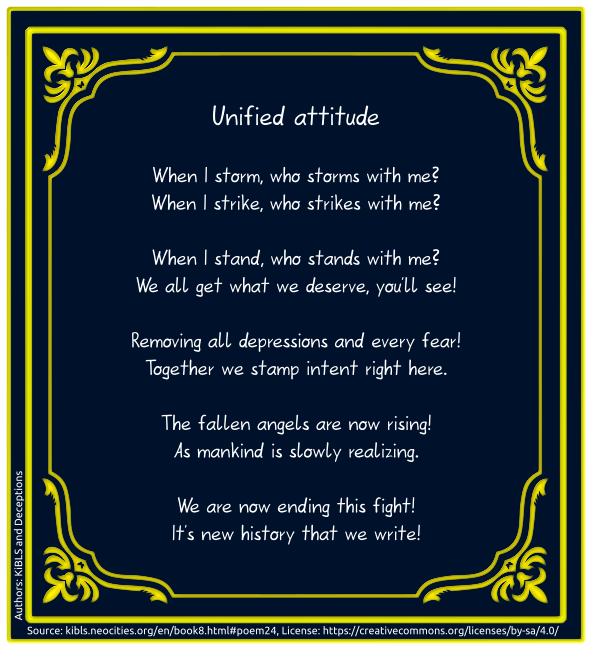 Unified attitude
When I storm, who storms with me?
When I strike, who strikes with me?
When I stand, who stands with me?
We all get what we deserve, you'll see!
Removing all depressions and every fear!
Together we stamp intent right here.
The fallen angels are now rising!
As mankind is slowly realizing.
We are now ending this fight!
It's new history that we write!
Authors: KiBLS and Deceptions
Source: kibls.neocities.org/en/book8.html#poem24, License: https://creativecommons.org/licenses/by-sa/4.0/